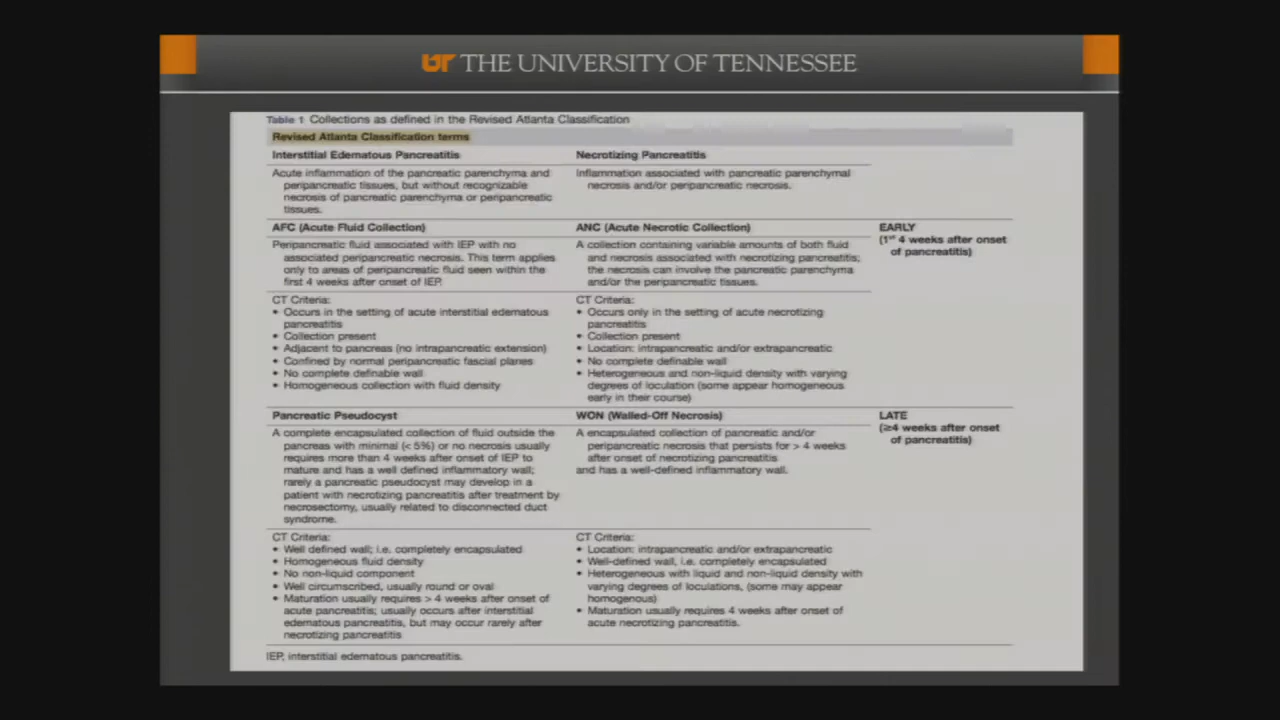 UT THE UNIVERSITY OF TENNESSEE
Table 1 Collections as defined in the Revised Atlanta Classification
Revised Atlanta Classification terms
Interstitial Edematous Pancreatitis
Acute inflammation of the pancreatic parenchyma and
peripancreatic tissues, but without recognizable
necrosis of pancreatic parenchyma or peripancreatic
tissues.
Necrotizing Pancreatitis
Inflammation associated with pancreatic parenchymal
necrosis and/or peripancreatic necrosis.
AFC (Acute Fluid Collection)
Peripancreatic fluid associated with IEP with no
associated peripancreatic necrosis. This term applies
only to areas of peripancreatic fluid seen within the
first 4 weeks after onset of IEP.
ANC (Acute Necrotic Collection)
A collection containing variable amounts of both fluid
and necrosis associated with necrotizing pancreatitis;
the necrosis can involve the pancreatic parenchyma
and/or the peripancreatic tissues.
EARLY
(1st 4 weeks after onset
of pancreatitis)
CT Criteria:
• Occurs in the setting of acute interstitial edematous
pancreatitis
• Collection present
• Adjacent to pancreas (no intrapancreatic extension)
• Confined by normal peripancreatic fascial planes
• No complete definable wall
• Homogeneous collection with fluid density
CT Criteria:
• Occurs only in the setting of acute necrotizing
pancreatitis
• Collection present
• Location: intrapancreatic and/or extrapancreatic
• No complete definable wall
• Heterogeneous and non-liquid density with varying
degrees of loculation (some appear homogeneous
early in their course)
Pancreatic Pseudocyst
A complete encapsulated collection of fluid outside the
pancreas with minimal (< 5%) or no necrosis usually
requires more than 4 weeks after onset of IEP to
mature and has a well defined inflammatory wall;
rarely a pancreatic pseudocyst may develop in a
patient with necrotizing pancreatitis after treatment by
necrosectomy, usually related to disconnected duct
syndrome.
WON (Walled-Off Necrosis)
A encapsulated collection of pancreatic and/or
peripancreatic necrosis that persists for > 4 weeks
after onset of necrotizing pancreatitis
and has a well-defined inflammatory wall.
LATE
(≥4 weeks after onset
of pancreatitis)
CT Criteria:
• Well defined wall; i.e. completely encapsulated
• Homogeneous fluid density
• No non-liquid component
• Well circumscribed, usually round or oval
• Maturation usually requires > 4 weeks after onset of
acute pancreatitis; usually occurs after interstitial
edematous pancreatitis, but may occur rarely after
necrotizing pancreatitis
CT Criteria:
• Location: intrapancreatic and/or extrapancreatic
• Well-defined wall, i.e. completely encapsulated
• Heterogeneous with liquid and non-liquid density with
varying degrees of loculations, (some may appear
homogenous)
• Maturation usually requires 4 weeks after onset of
acute necrotizing pancreatitis.
IEP, interstitial edematous pancreatitis.